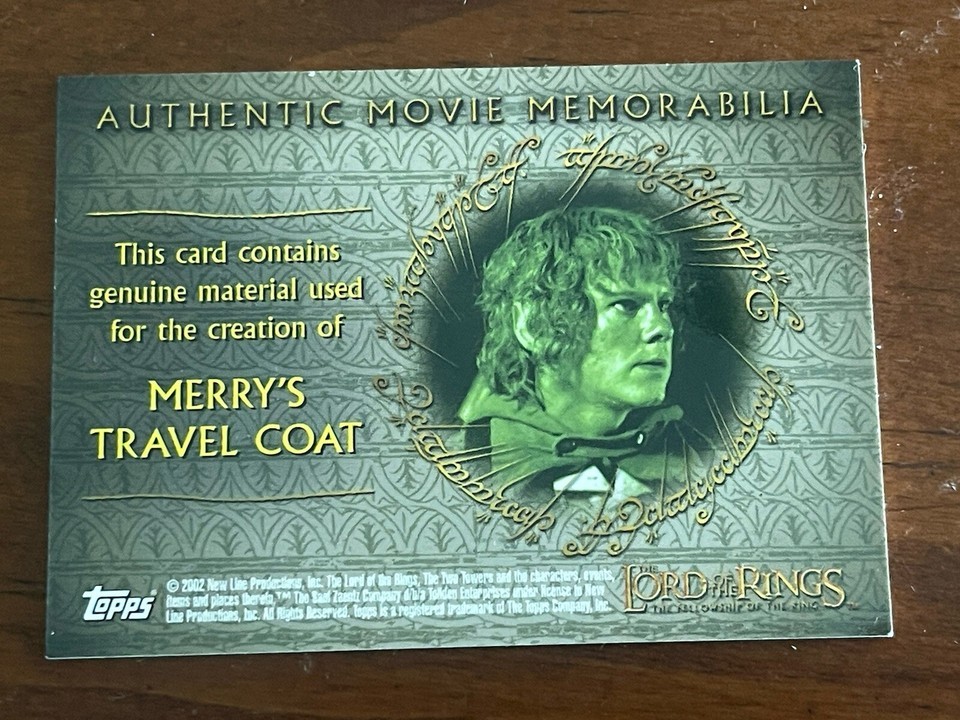 AUTHENTIC MOVIE MEMORABILIA
This card contains
genuine material used
for the creation of
MERRY'S
TRAVEL COAT
topps®
© 2002 New Line Productions, Inc. The Lord of the Rings, The Two Towers and the characters, events,
items and places therein, ™ The Saul Zaentz Company d/b/a Tolkien Enterprises under license to New
Line Productions, Inc. All Rights Reserved. Topps is a registered trademark of The Topps Company, Inc.
THE LORD OF THE RINGS™
THE FELLOWSHIP OF THE RING